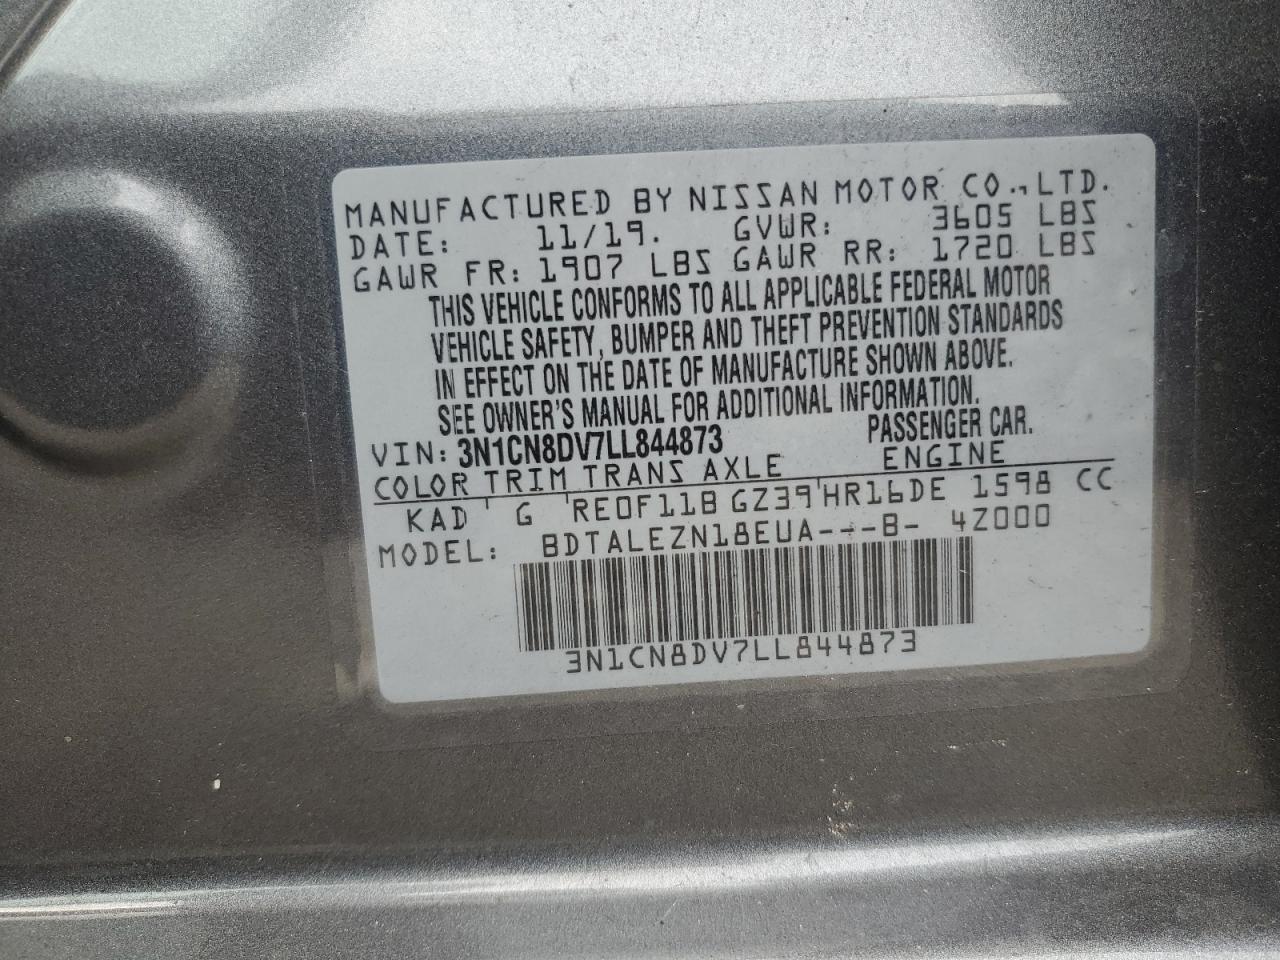 MANUFACTURED BY NISSAN MOTOR CO., LTD.
DATE: 11/19. GVWR: 3605 LBS
GAWR FR: 1907 LBS GAWR RR: 1720 LBS
THIS VEHICLE CONFORMS TO ALL APPLICABLE FEDERAL MOTOR
VEHICLE SAFETY, BUMPER AND THEFT PREVENTION STANDARDS
IN EFFECT ON THE DATE OF MANUFACTURE SHOWN ABOVE.
SEE OWNER'S MANUAL FOR ADDITIONAL INFORMATION.
VIN: 3N1CN8DV7LL844873 PASSENGER CAR.
COLOR TRIM TRANS AXLE ENGINE
KAD G RE0F11B GZ39 HR16DE 1598 CC
MODEL: BDTALEZN18EUA---B- 4Z000
3N1CN8DV7LL844873